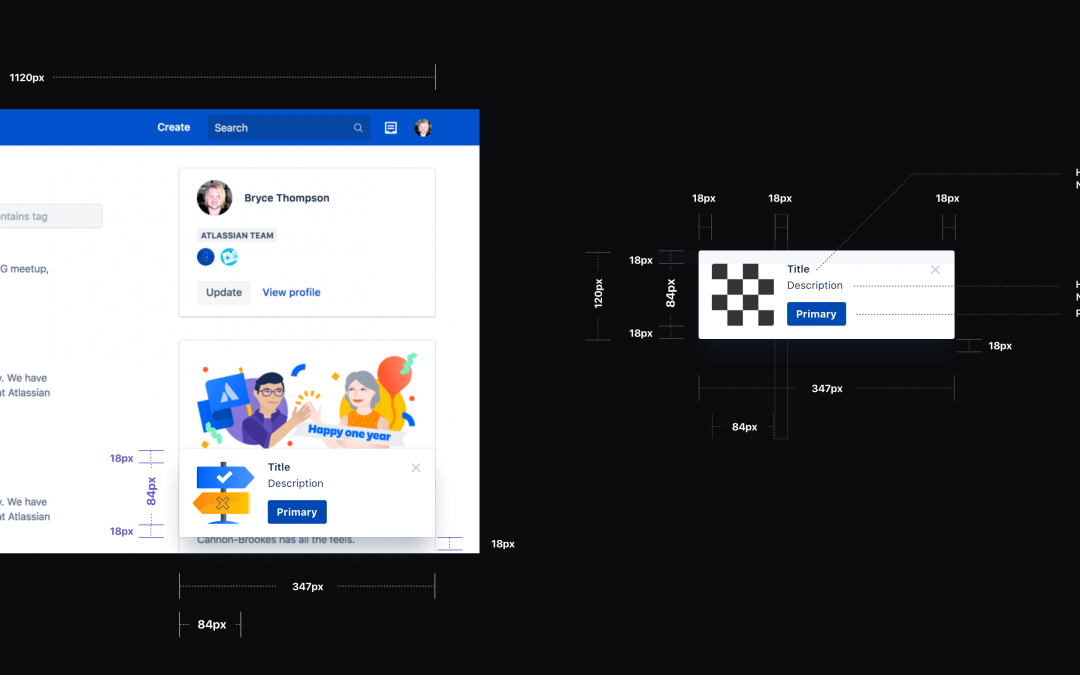 1120px
Create
Search
ntains tag
Bryce Thompson
ATLASSIAN TEAM
Update
View profile
G meetup,
y. We have
at Atlassian
Happy one year
18px
84px
18px
Title
Description
Primary
y. We have
at Atlassian
Cannon-Brookes has all the feels.
18px
347px
84px
18px
18px
18px
H
N
18px
120px
84px
18px
Title
Description
Primary
H
N
P
18px
347px
84px